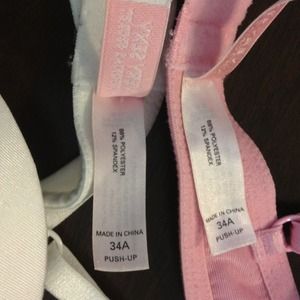 88% POLYESTER
12% SPANDEX
MADE IN CHINA
34A
PUSH-UP
88% POLYESTER
12% SPANDEX
MADE IN CHINA
34A
PUSH-UP